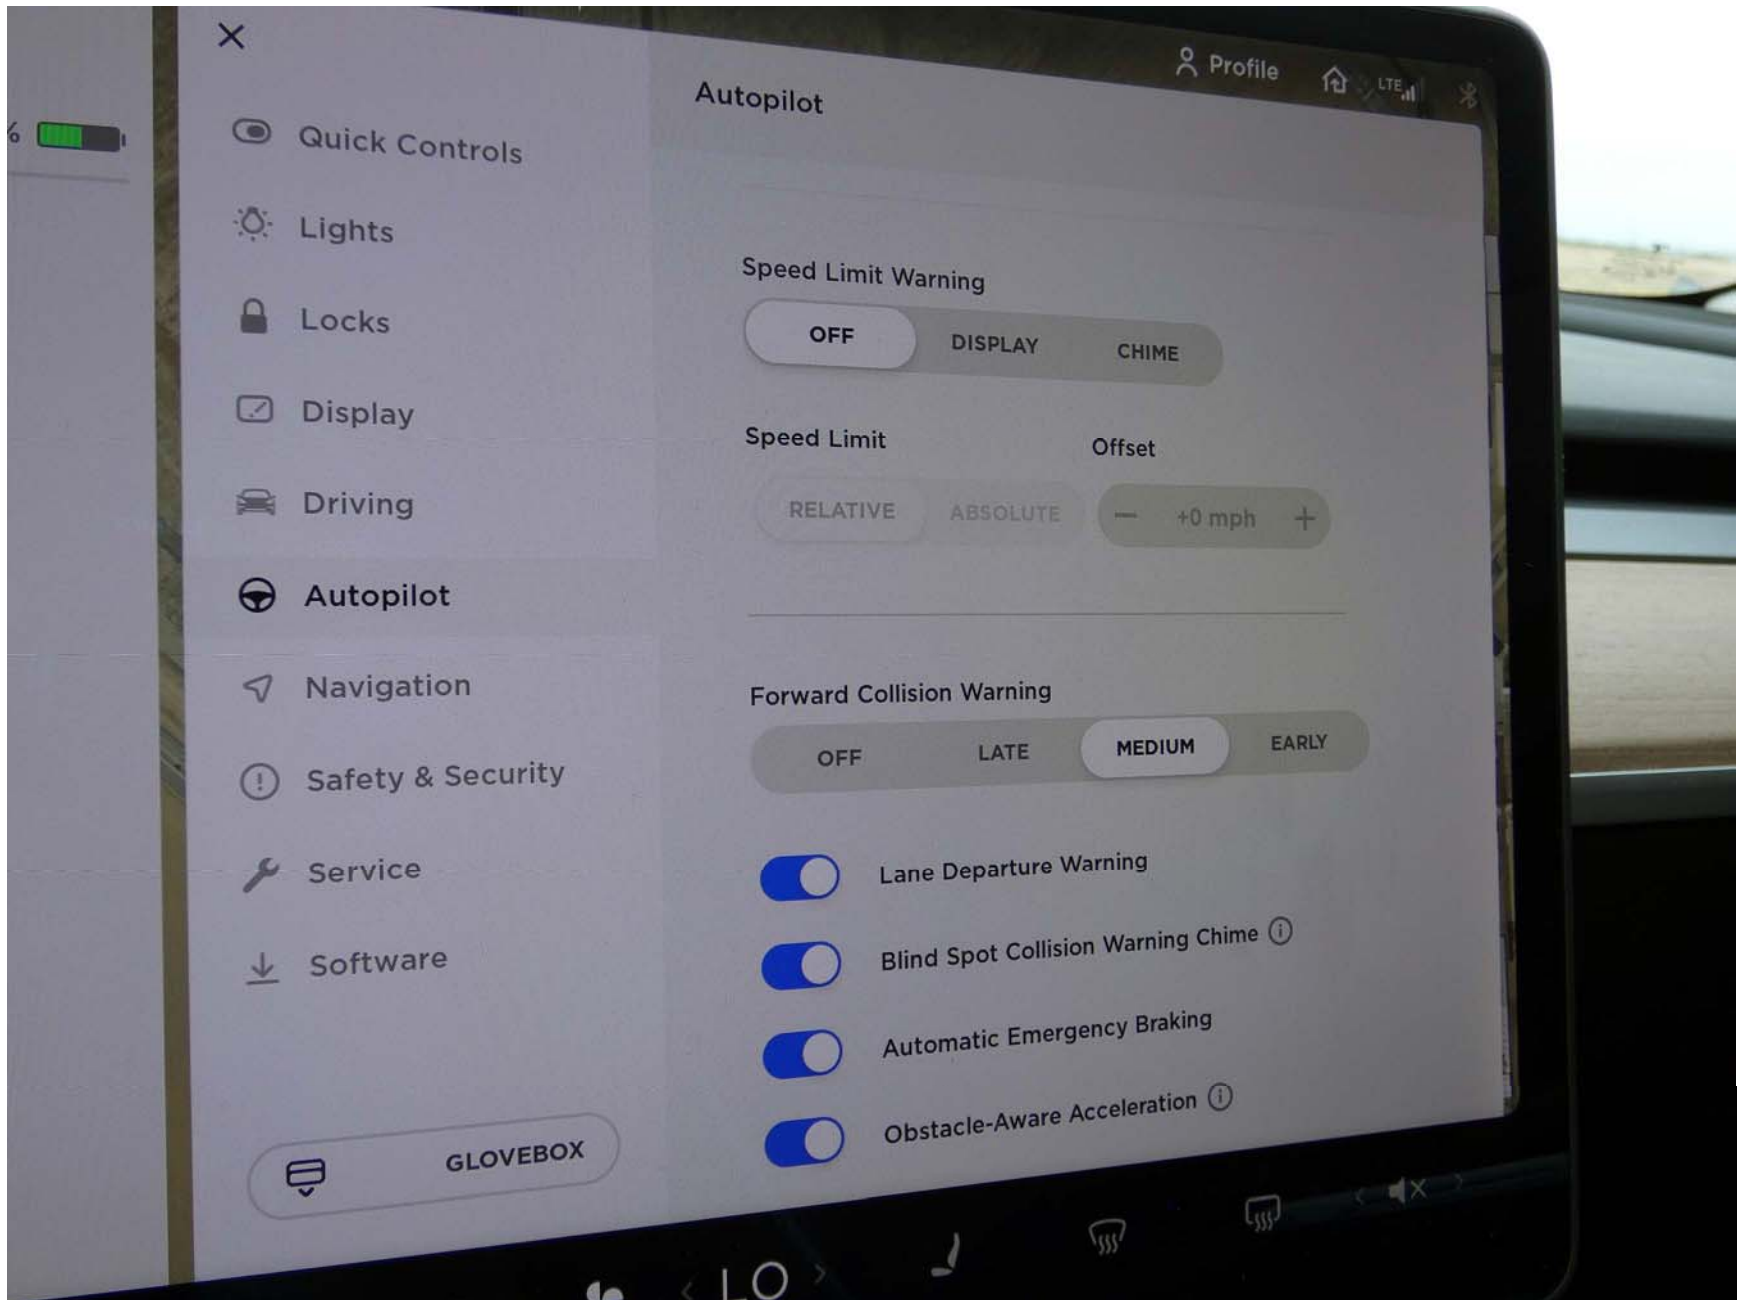 %
Profile
LTE
Autopilot
Quick Controls
Lights
Locks
Display
Driving
Autopilot
Navigation
Safety & Security
Service
Software
GLOVEBOX
Speed Limit Warning
OFF DISPLAY CHIME
Speed Limit Offset
RELATIVE ABSOLUTE - +0 mph +
Forward Collision Warning
OFF LATE MEDIUM EARLY
Lane Departure Warning
Blind Spot Collision Warning Chime
Automatic Emergency Braking
Obstacle-Aware Acceleration
LO